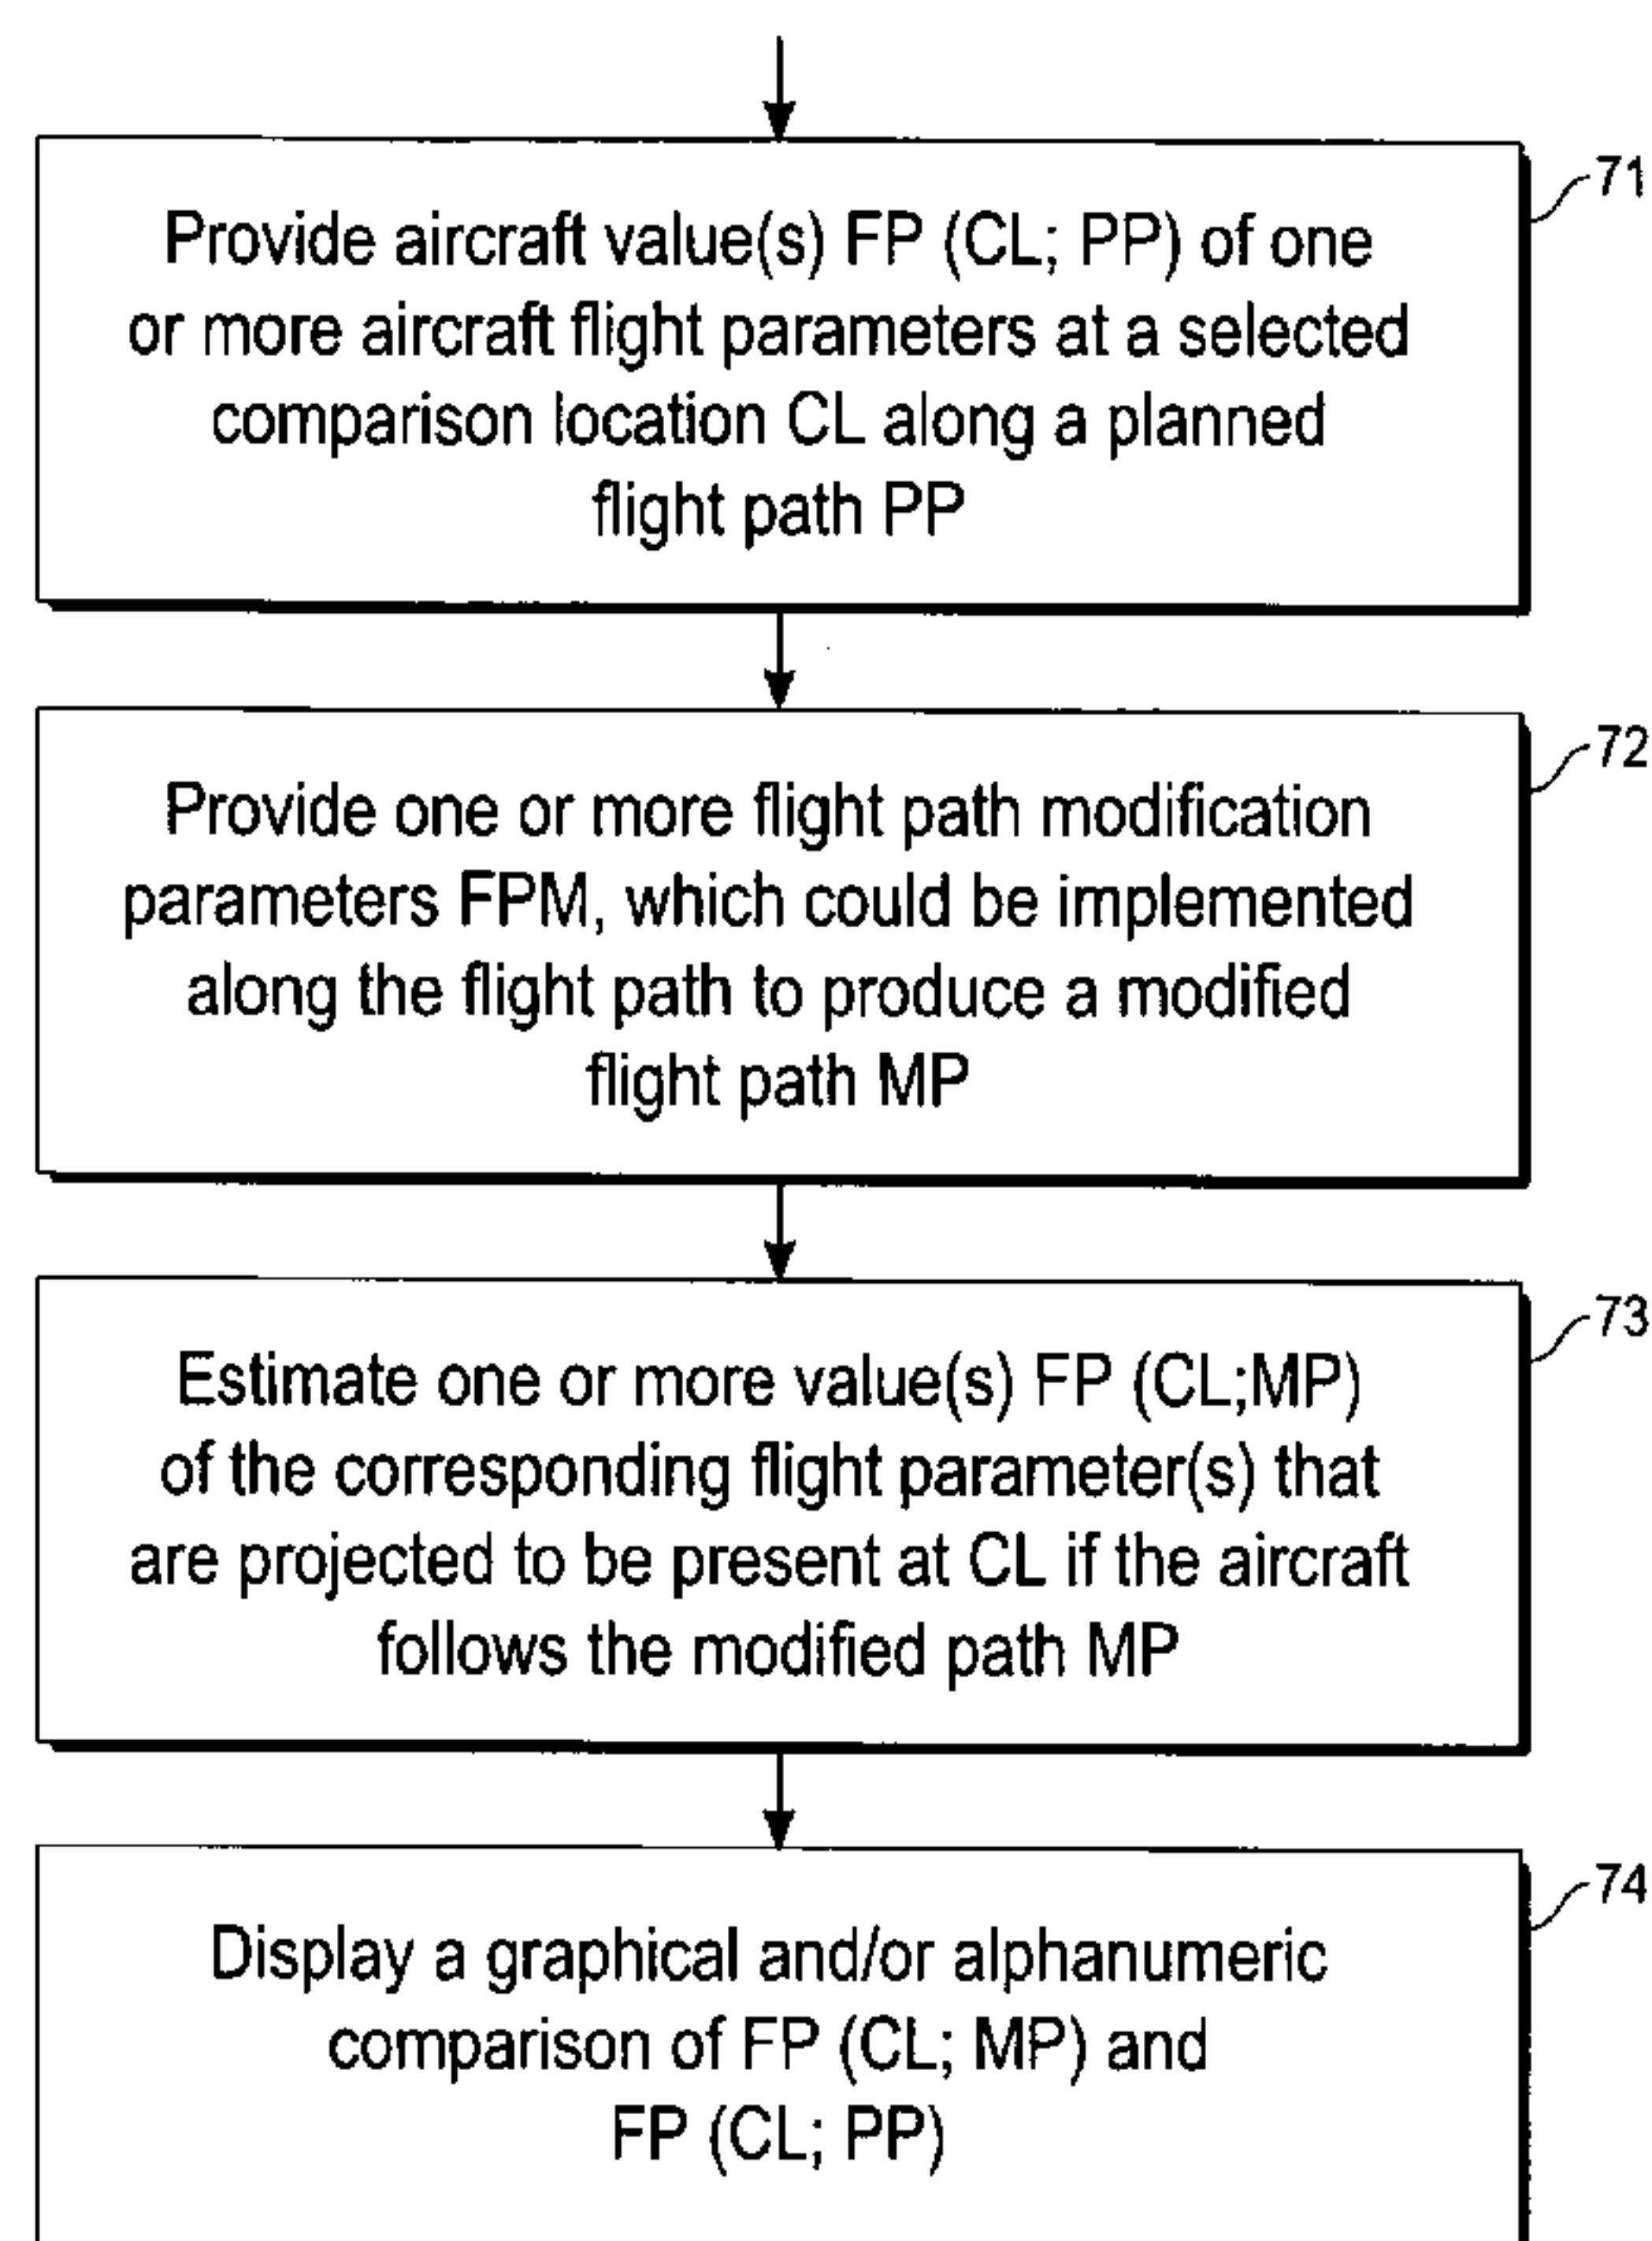 71
Provide aircraft value(s) FP (CL; PP) of one
or more aircraft flight parameters at a selected
comparison location CL along a planned
flight path PP
72
Provide one or more flight path modification
parameters FPM, which could be implemented
along the flight path to produce a modified
flight path MP
73
Estimate one or more value(s) FP (CL;MP)
of the corresponding flight parameter(s) that
are projected to be present at CL if the aircraft
follows the modified path MP
74
Display a graphical and/or alphanumeric
comparison of FP (CL; MP) and
FP (CL; PP)